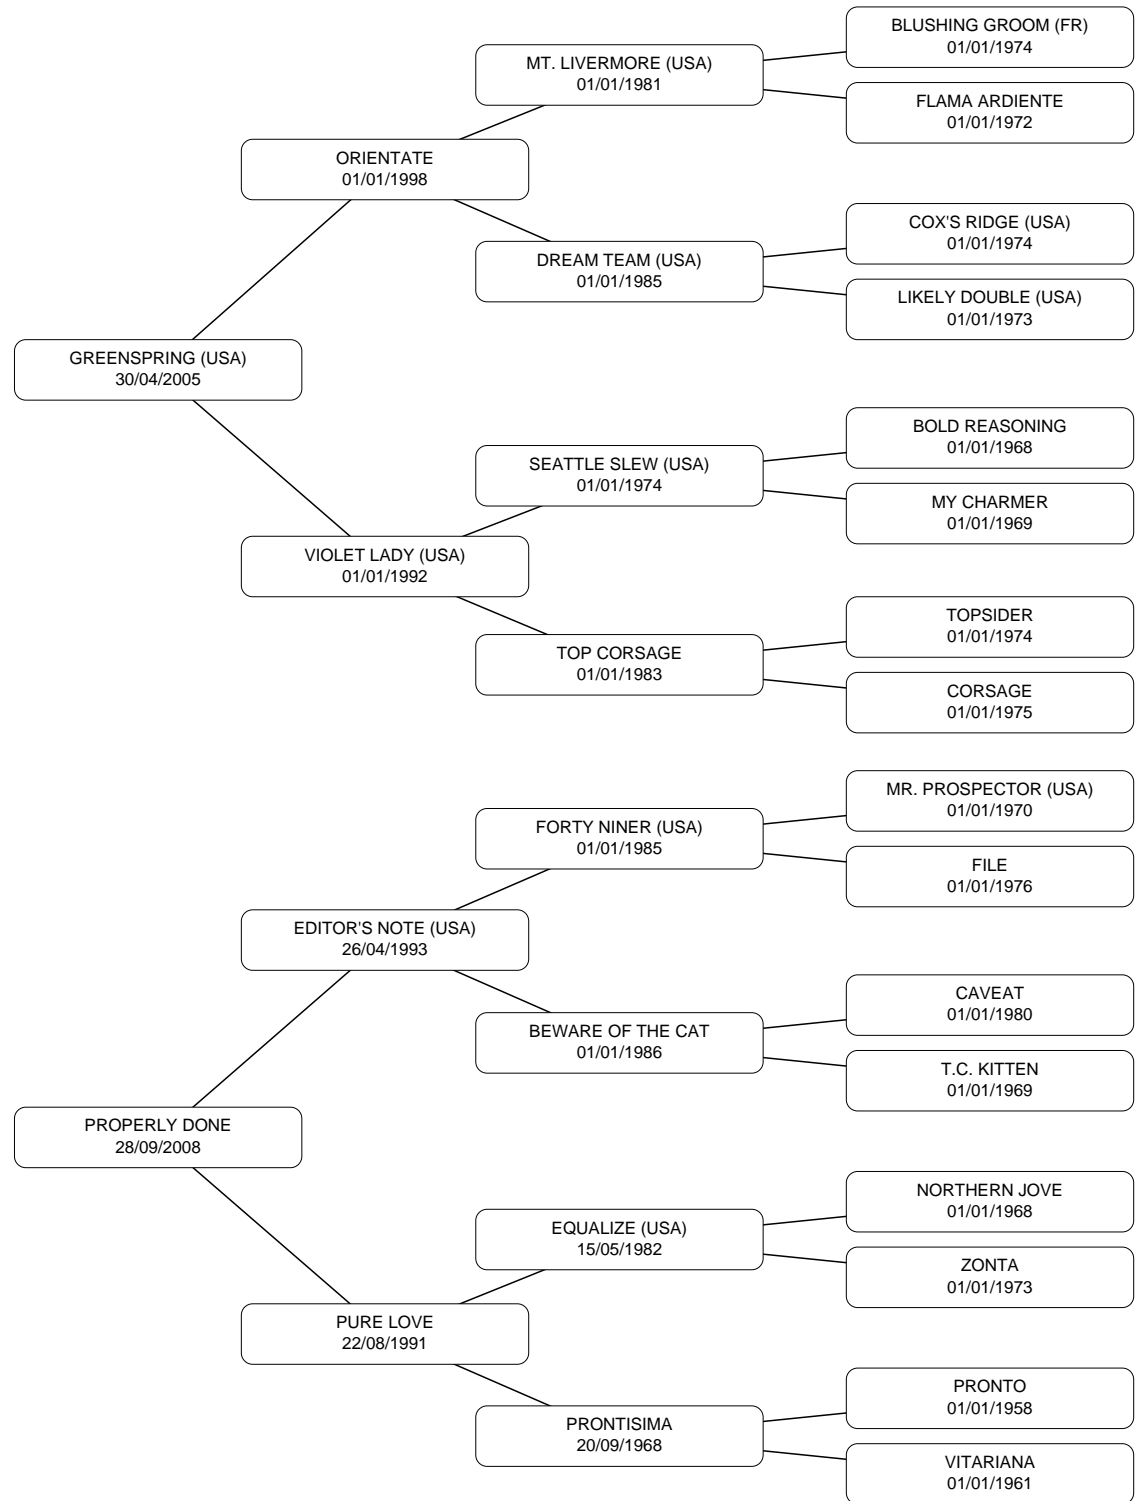 BLUSHING GROOM (FR)
01/01/1974
MT. LIVERMORE (USA)
01/01/1981
FLAMA ARDIENTE
01/01/1972
ORIENTATE
01/01/1998
COX'S RIDGE (USA)
01/01/1974
DREAM TEAM (USA)
01/01/1985
LIKELY DOUBLE (USA)
01/01/1973
GREENSPRING (USA)
30/04/2005
BOLD REASONING
01/01/1968
SEATTLE SLEW (USA)
01/01/1974
MY CHARMER
01/01/1969
VIOLET LADY (USA)
01/01/1992
TOPSIDER
01/01/1974
TOP CORSAGE
01/01/1983
CORSAGE
01/01/1975
MR. PROSPECTOR (USA)
01/01/1970
FORTY NINER (USA)
01/01/1985
FILE
01/01/1976
EDITOR'S NOTE (USA)
26/04/1993
CAVEAT
01/01/1980
BEWARE OF THE CAT
01/01/1986
T.C. KITTEN
01/01/1969
PROPERLY DONE
28/09/2008
NORTHERN JOVE
01/01/1968
EQUALIZE (USA)
15/05/1982
ZONTA
01/01/1973
PURE LOVE
22/08/1991
PRONTO
01/01/1958
PRONTISIMA
20/09/1968
VITARIANA
01/01/1961